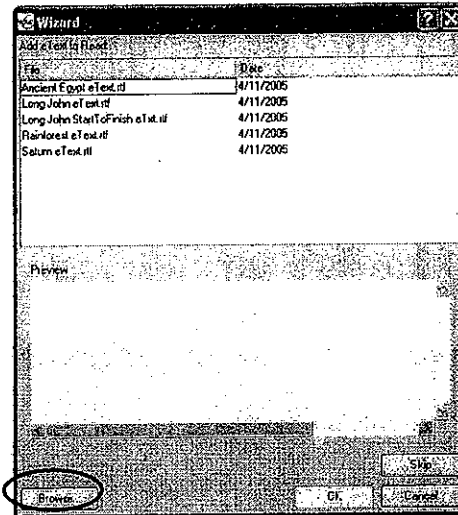 Wizard
Add eText to Read
File Date
Ancient Egypt eText.rtf 4/11/2005
Long John eText.rtf 4/11/2005
Long John StartToFinish eTxt.rtf 4/11/2005
Rainforest eText.rtf 4/11/2005
Saturn eText.rtf 4/11/2005
Preview
Skip
Browse OK Cancel